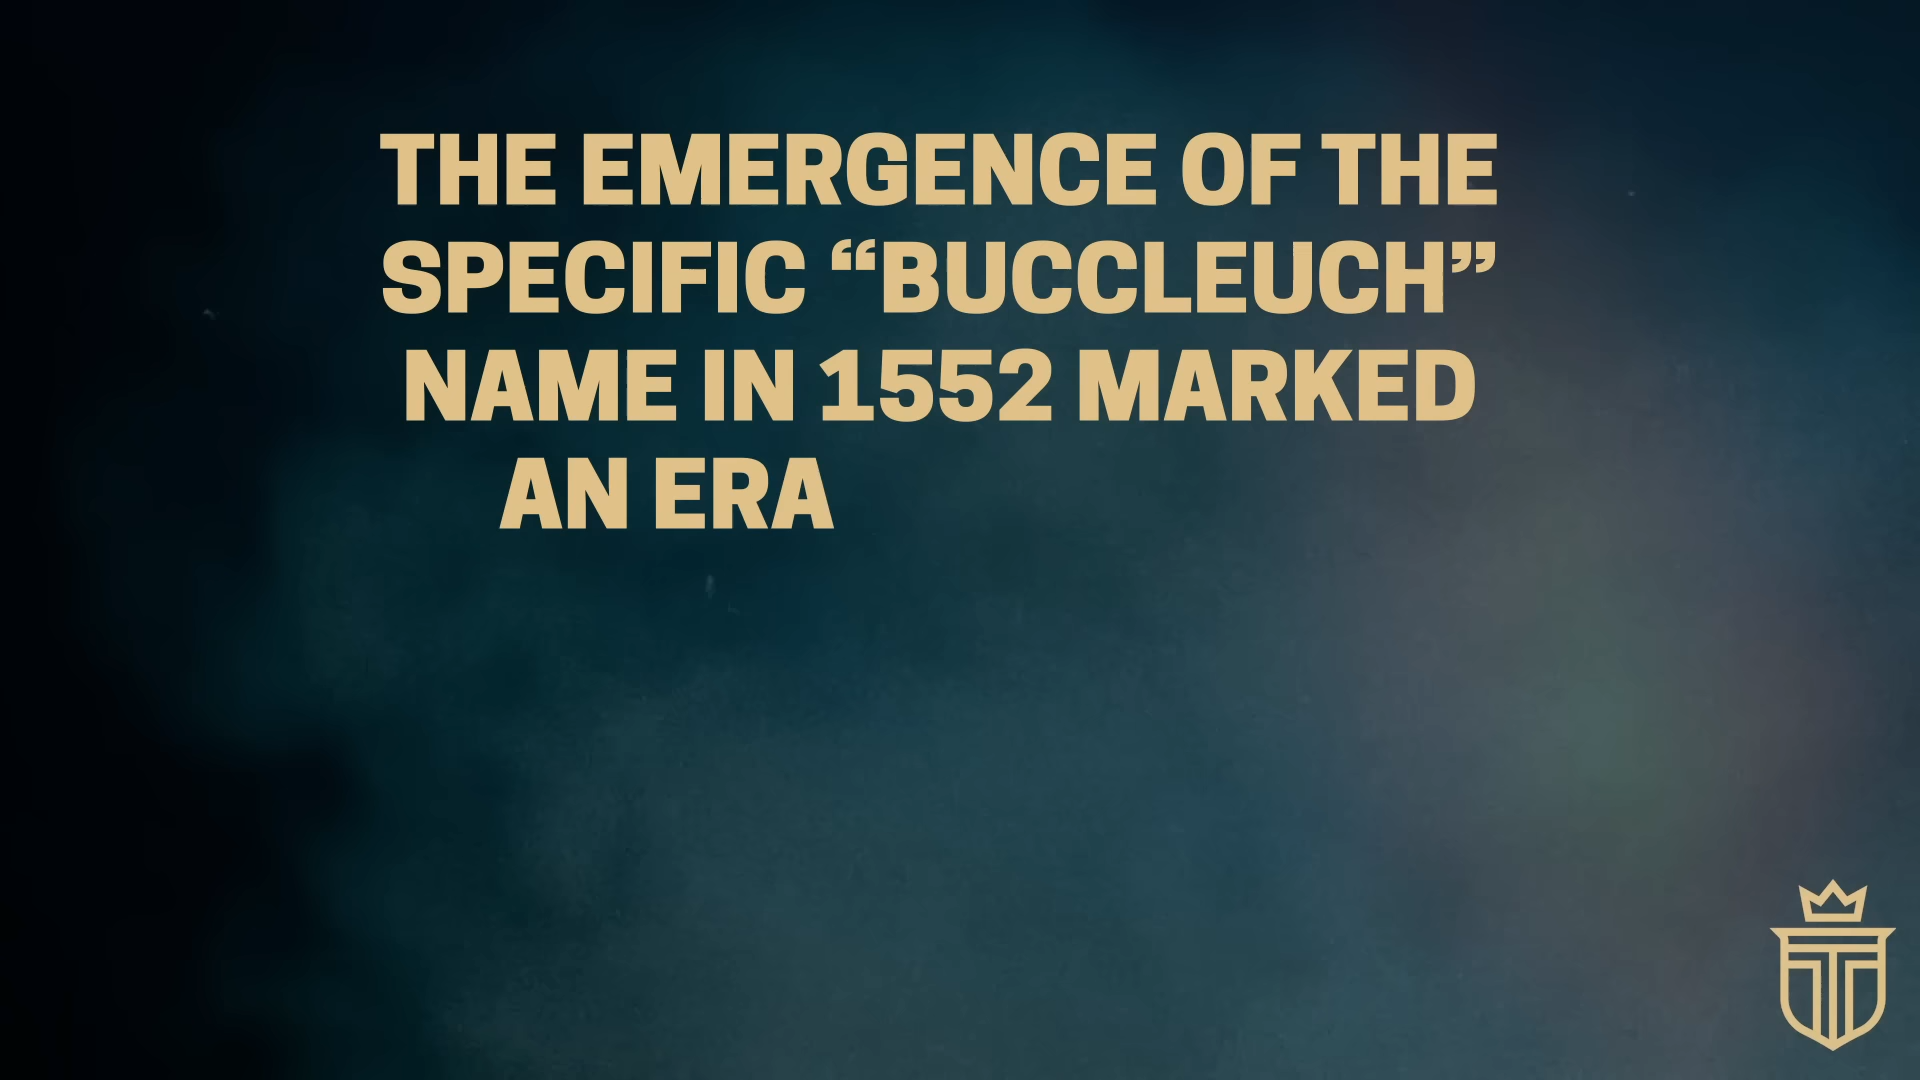 THE EMERGENCE OF THE
SPECIFIC “BUCCLEUCH”
NAME IN 1552 MARKED
AN ERA